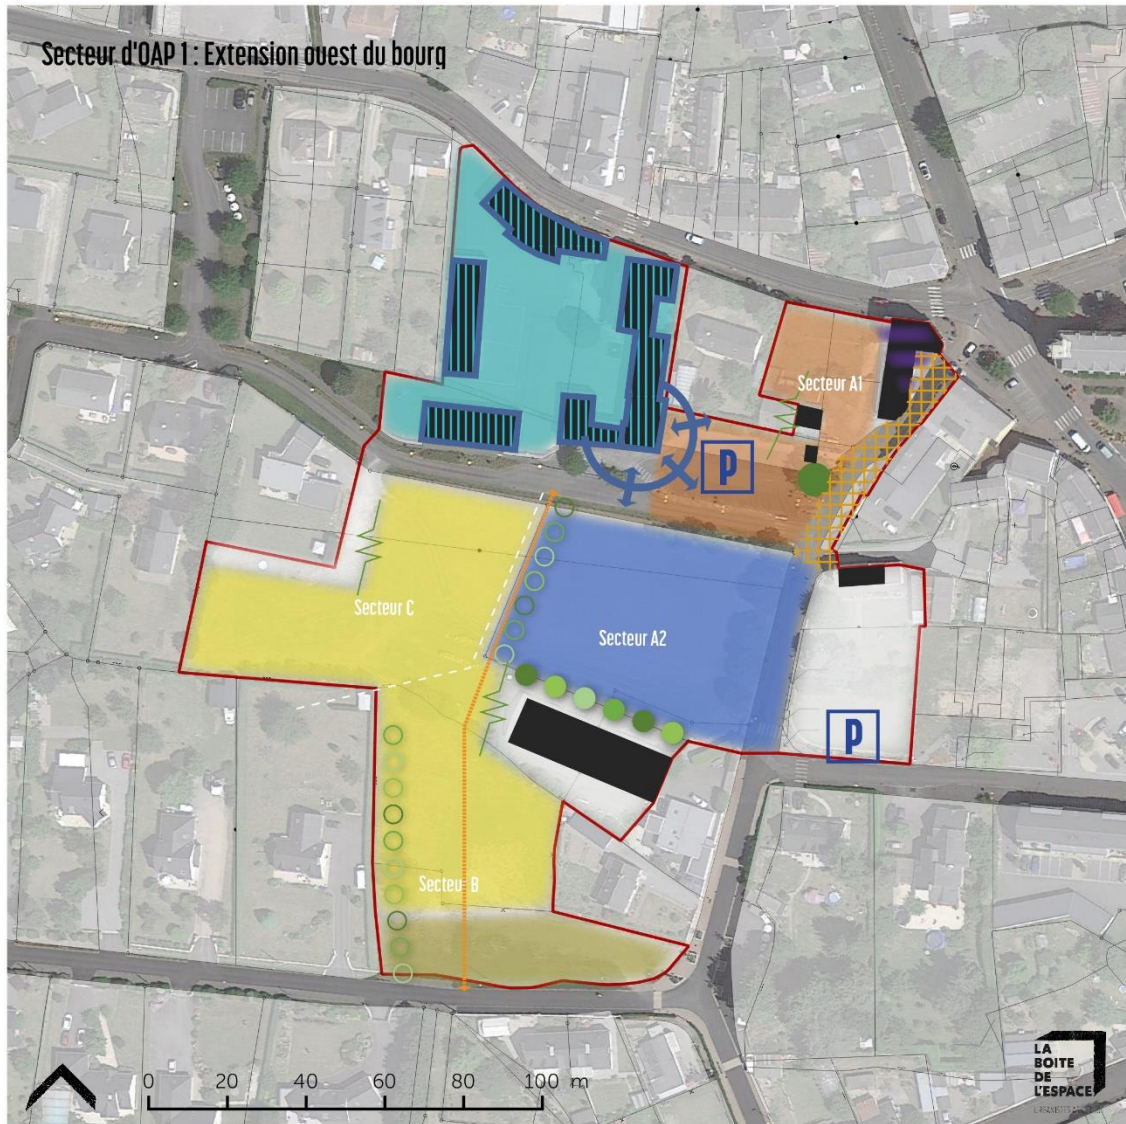 Secteur d'OAP 1 : Extension ouest du bourg
Secteur A1
P
Secteur C
Secteur A2
P
Secteur B
0 20 40 60 80 100 m
LA
BOITE
DE
L'ESPACE